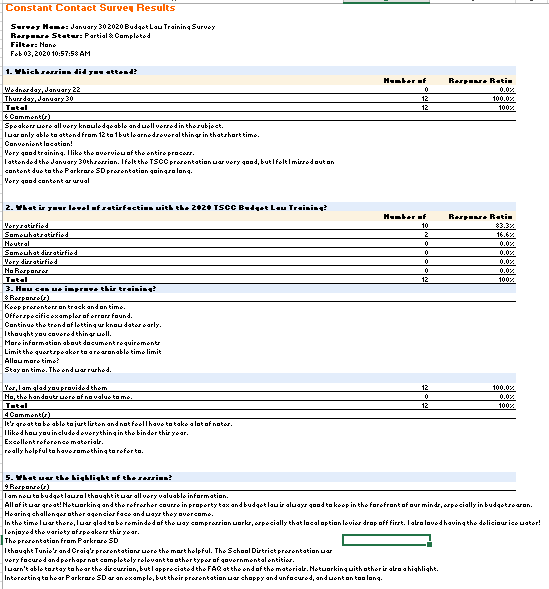 Constant Contact Survey Results
Survey Name: January 30 2020 Budget Law Training Survey
Response Status: Partial & Completed
Filter: None
Feb 03, 2020 10:57:58 AM
1. Which session did you attend?
Number of Response Ratio
Wednesday, January 22 0 0.0%
Thursday, January 30 12 100.0%
Total 12 100%
6 Comment(s)
Speakers were all very knowledgeable and well versed in the subject.
I was only able to attend from 12 to 1 but learned several things in that short time.
Convenient location!
Very good training. I like the overview of the entire process.
I attended the January 30th session. I felt the TSCC presentation was very good, but I felt I missed out on
content due to the Parkrose SD presentation going so long.
Very good content as usual
2. What is your level of satisfaction with the 2020 TSCC Budget Law Training?
Number of Response Ratio
Very satisfied 10 83.3%
Somewhat satisfied 2 16.6%
Neutral 0 0.0%
Somewhat dissatisfied 0 0.0%
Very dissatisfied 0 0.0%
No Responses 0 0.0%
Total 12 100%
3. How can we improve this training?
8 Response(s)
Keep presenters on track and on time.
Offer specific examples of errors found.
Continue the trend of letting us know dates early.
I thought you covered things well.
More information about document requirements
Limit the guest speaker to a reasonable time limit
Allow more time?
Stay on time. The end was rushed.
Yes, I am glad you provided them 12 100.0%
No, the handouts were of no value to me. 0 0.0%
Total 12 100%
4 Comment(s)
It's great to be able to just listen and not feel I have to take a lot of notes.
I liked how you included everything in the binder this year.
Excellent reference materials.
really helpful to have something to refer to.
5. What was the highlight of the session?
9 Response(s)
I am new to budget law so I thought it was all very valuable information.
All of it was great! Networking and the refresher course in property tax and budget law is always good to keep in the forefront of our minds, especially in budget season.
Hearing challenges other agencies face and ways they overcame.
In the time I was there, I was glad to be reminded of the way compression works, especially that local option levies drop off first. I also loved having the delicious ice water!
I enjoyed the variety of speakers this year.
The presentation from Parkrose SD
I thought Tunie's and Craig's presentations were the most helpful. The School District presentation was
very focused and perhaps not completely relevant to other types of governmental entities.
I wasn't able to stay to hear the discussion, but I appreciated the FAQ at the end of the materials. Networking with others is also a highlight.
Interesting to hear Parkrose SD as an example, but their presentation was choppy and unfocused, and went on too long.